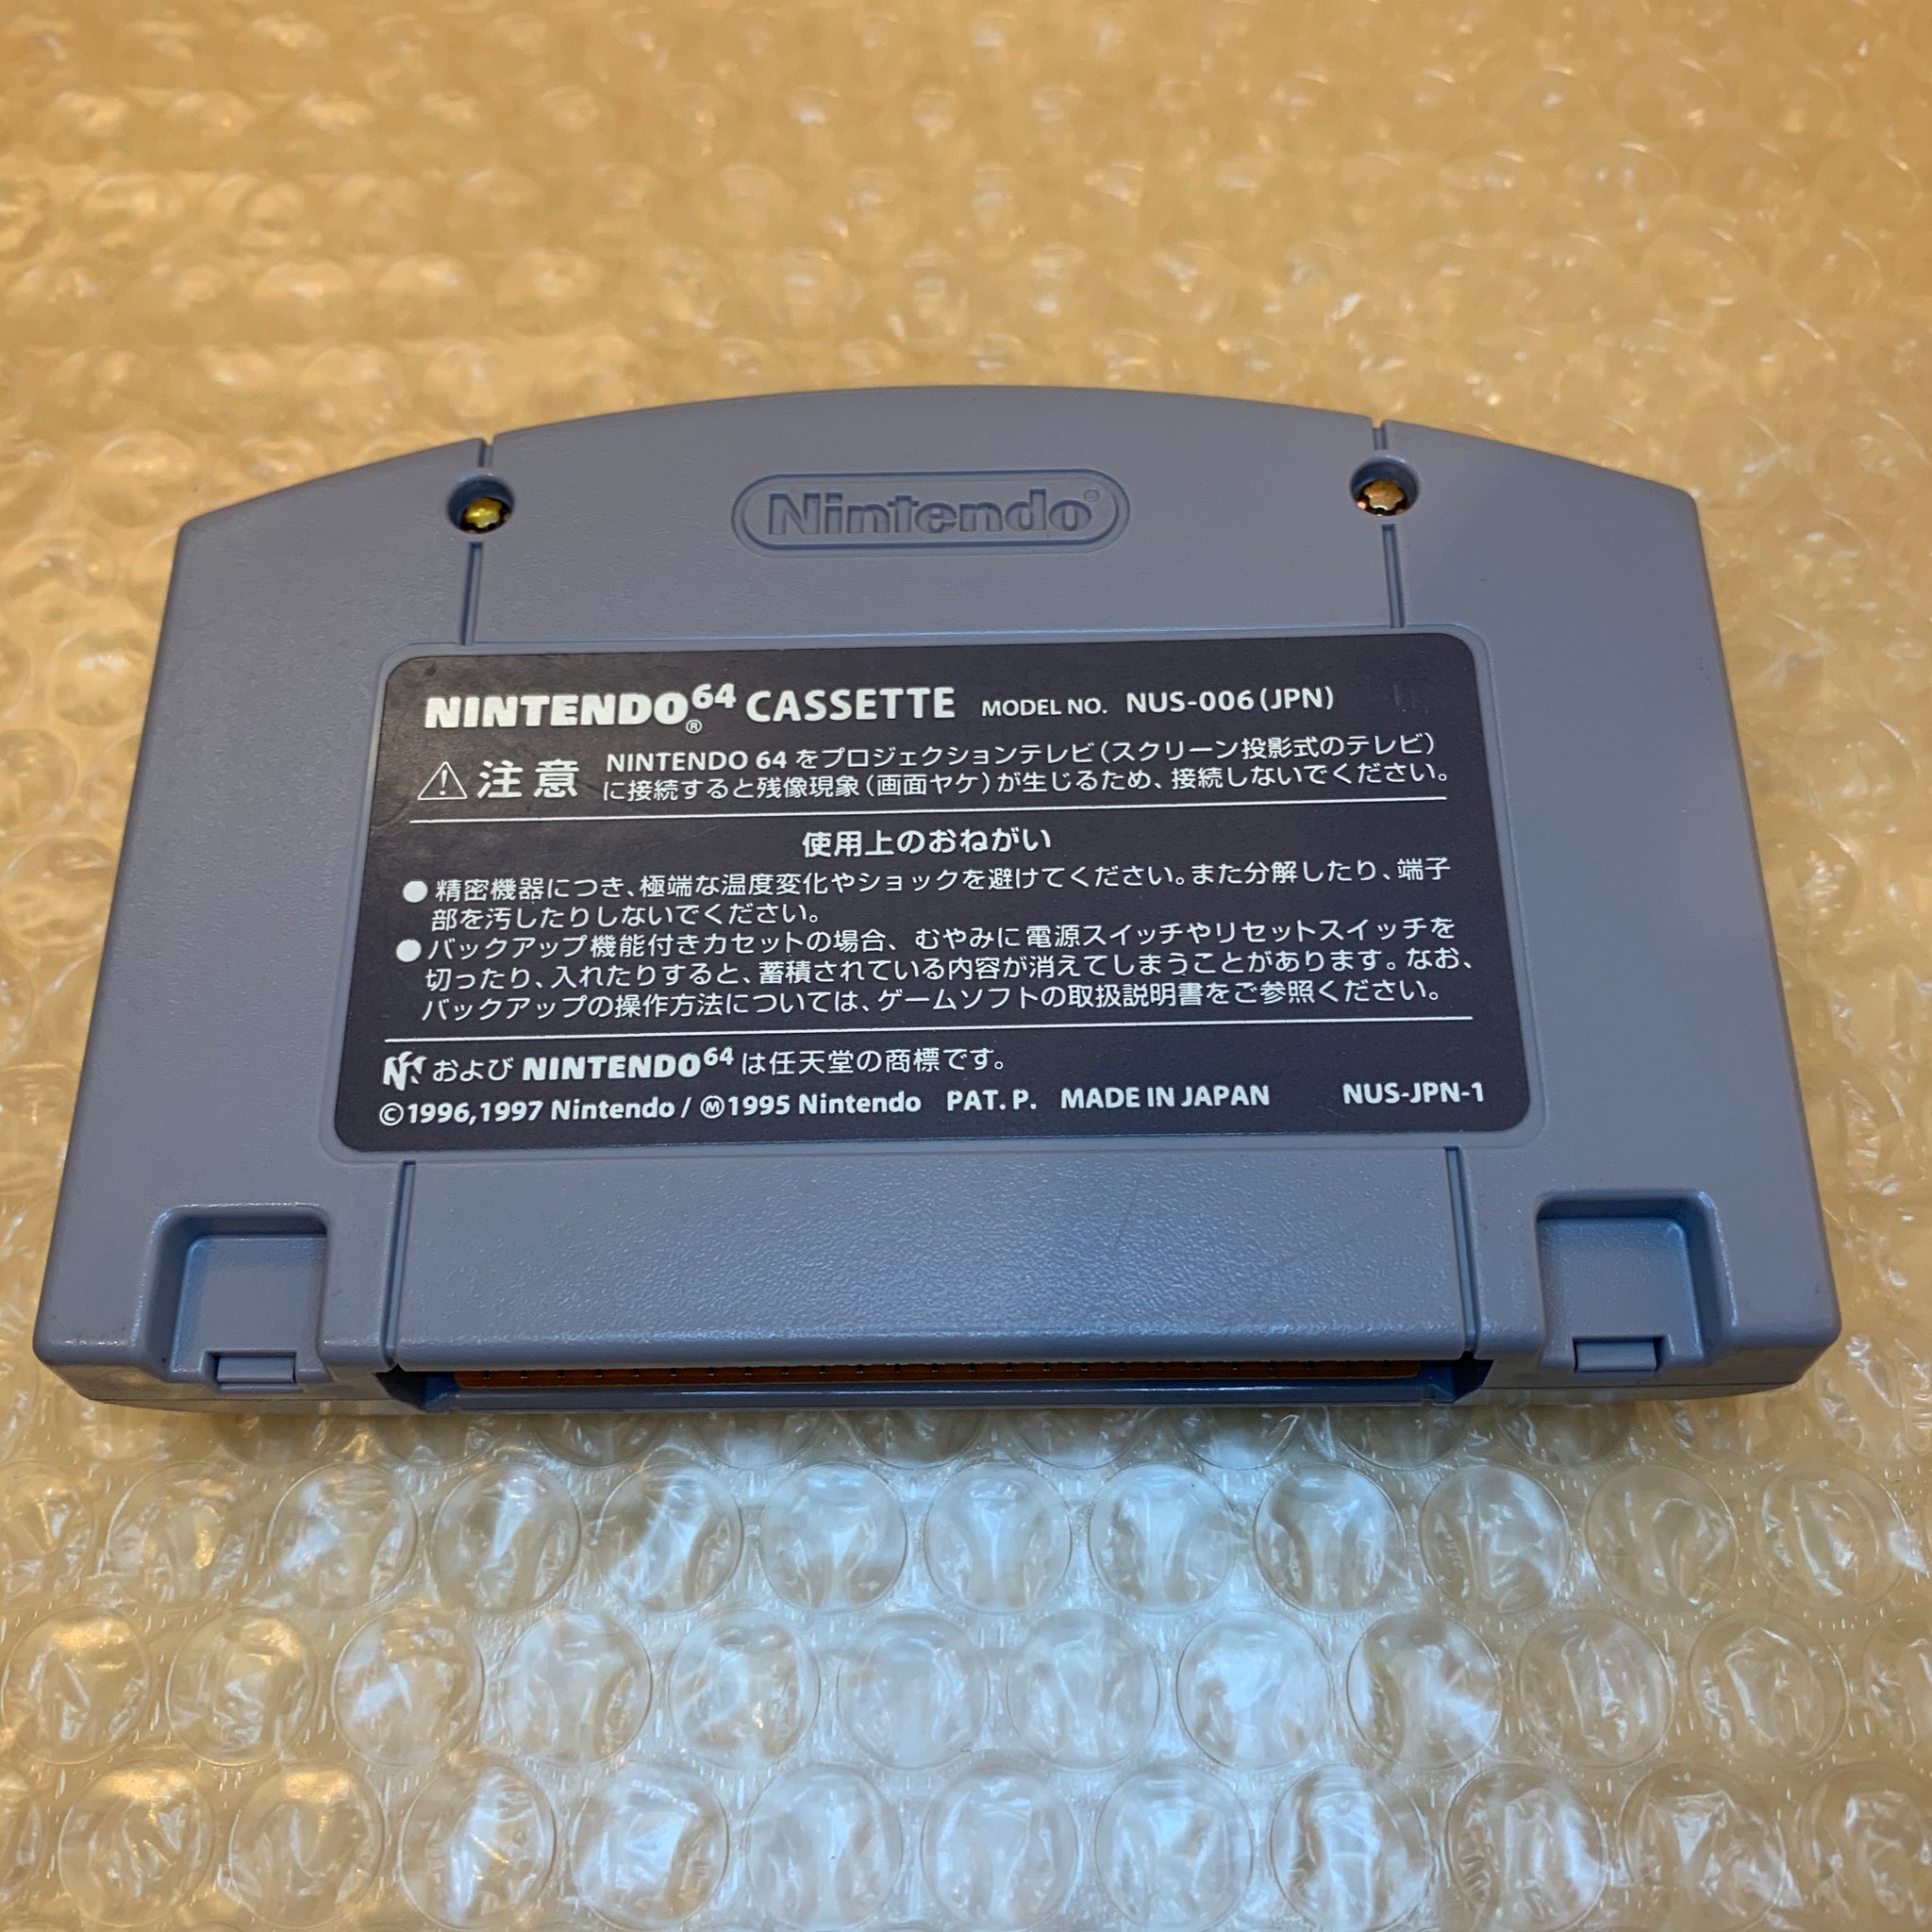 Nintendo®
NINTENDO64® CASSETTE MODEL NO. NUS-006(JPN)
⚠注意 NINTENDO 64 をプロジェクションテレビ(スクリーン投影式のテレビ)
に接続すると残像現象(画面ヤケ)が生じるため、接続しないでください。
使用上のおねがい
●精密機器につき、極端な温度変化やショックを避けてください。また分解したり、端子
部を汚したりしないでください。
●バックアップ機能付きカセットの場合、むやみに電源スイッチやリセットスイッチを
切ったり、入れたりすると、蓄積されている内容が消えてしまうことがあります。なお、
バックアップの操作方法については、ゲームソフトの取扱説明書をご参照ください。
および NINTENDO64 は任天堂の商標です。
©1996,1997 Nintendo / Ⓜ1995 Nintendo PAT. P. MADE IN JAPAN NUS-JPN-1